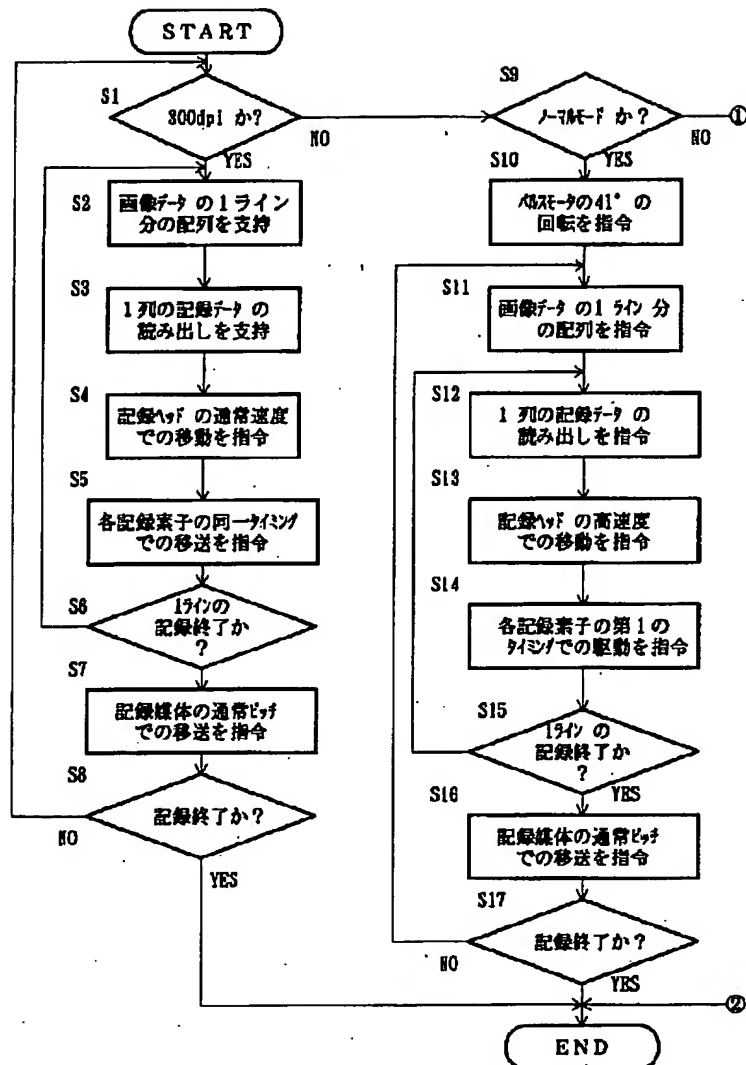 START
S1
300dpi か?
NO
YES
S2
画像データ の1ライン
分の配列を支持
S3
1列の記録データ の
読み出しを支持
S4
記録ヘッド の通常速度
での移動を指令
S5
各記録素子の同一タイミング
での移送を指令
S6
1ラインの
記録終了か
?
S7
記録媒体の通常ピッチ
での移送を指令
S8
記録終了か?
NO
YES
S9
ノーマルモード か?
NO
①
YES
S10
パルスモータの41° の
回転を指令
S11
画像データ の1 ライン 分
の配列を指令
S12
1 列の記録データ の
読み出しを指令
S13
記録ヘッド の高速度
での移動を指令
S14
各記録素子の第1の
タイミングでの駆動を指令
S15
1ライン の
記録終了か
?
YES
S16
記録媒体の通常ピッチ
での移送を指令
S17
記録終了か?
NO
YES
②
END